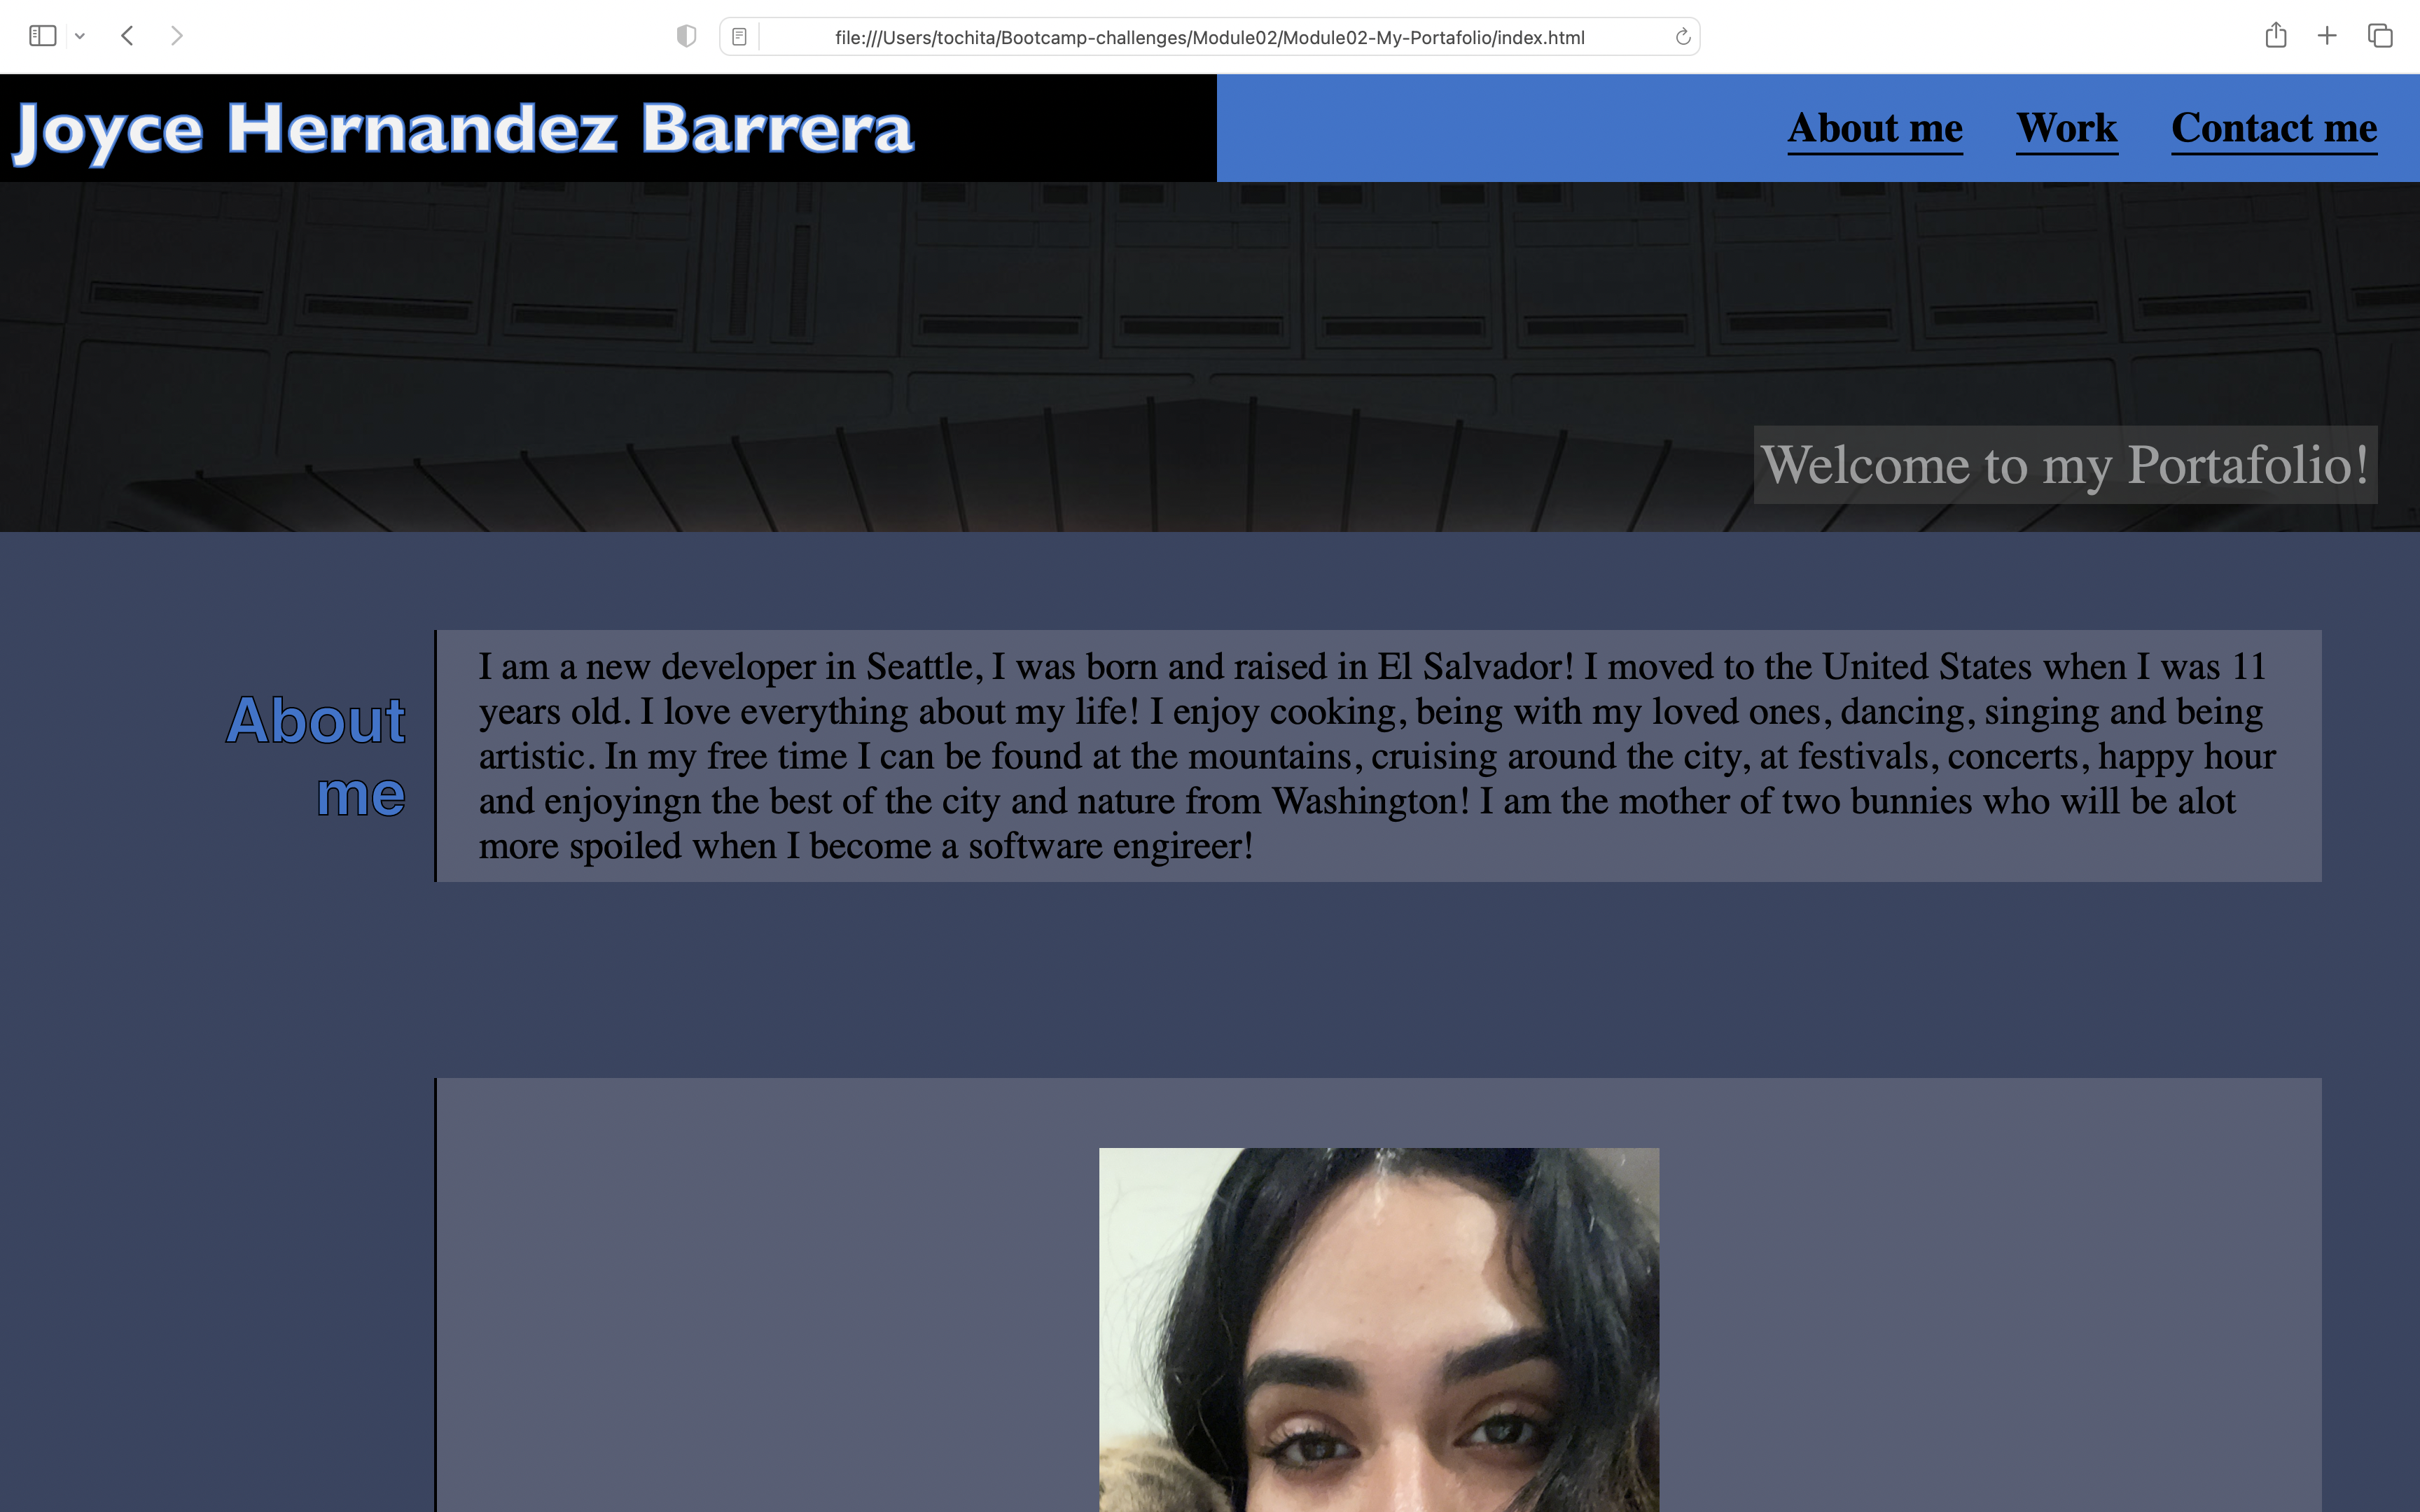 file:///Users/tochita/Bootcamp-challenges/Module02/Module02-My-Portafolio/index.html
Joyce Hernandez Barrera
About me
Work
Contact me
Welcome to my Portafolio!
About
me
I am a new developer in Seattle, I was born and raised in El Salvador! I moved to the United States when I was 11
years old. I love everything about my life! I enjoy cooking, being with my loved ones, dancing, singing and being
artistic. In my free time I can be found at the mountains, cruising around the city, at festivals, concerts, happy hour
and enjoyingn the best of the city and nature from Washington! I am the mother of two bunnies who will be alot
more spoiled when I become a software engireer!